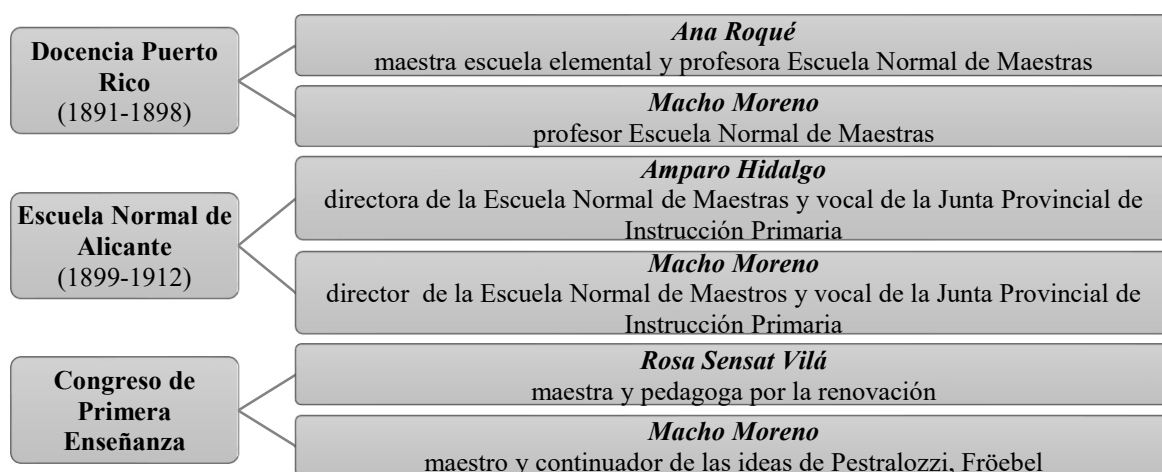 Docencia Puerto
Rico
(1891-1898)
Ana Roqué
maestra escuela elemental y profesora Escuela Normal de Maestras
Macho Moreno
profesor Escuela Normal de Maestras
Escuela Normal de
Alicante
(1899-1912)
Amparo Hidalgo
directora de la Escuela Normal de Maestras y vocal de la Junta Provincial de
Instrucción Primaria
Macho Moreno
director de la Escuela Normal de Maestros y vocal de la Junta Provincial de
Instrucción Primaria
Congreso de
Primera
Enseñanza
Rosa Sensat Vilá
maestra y pedagoga por la renovación
Macho Moreno
maestro y continuador de las ideas de Pestralozzi, Fröebel